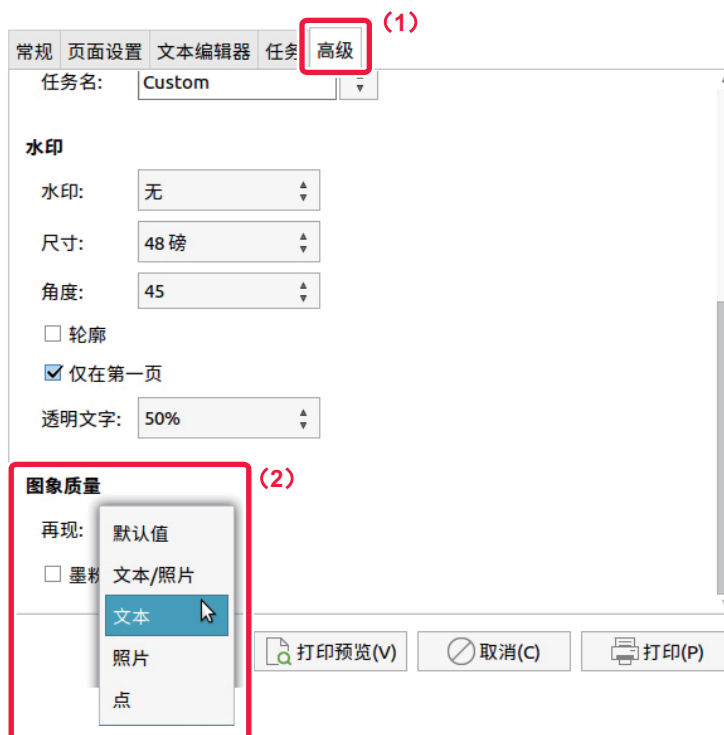 （1）
常规 页面设置 文本编辑器 任务 高级
任务名: Custom
水印
水印: 无
尺寸: 48 磅
角度: 45
轮廓
仅在第一页
透明文字: 50%
（2）
图象质量
再现:
默认值
墨粉
文本/照片
文本
照片
点
打印预览(V) 取消(C) 打印(P)